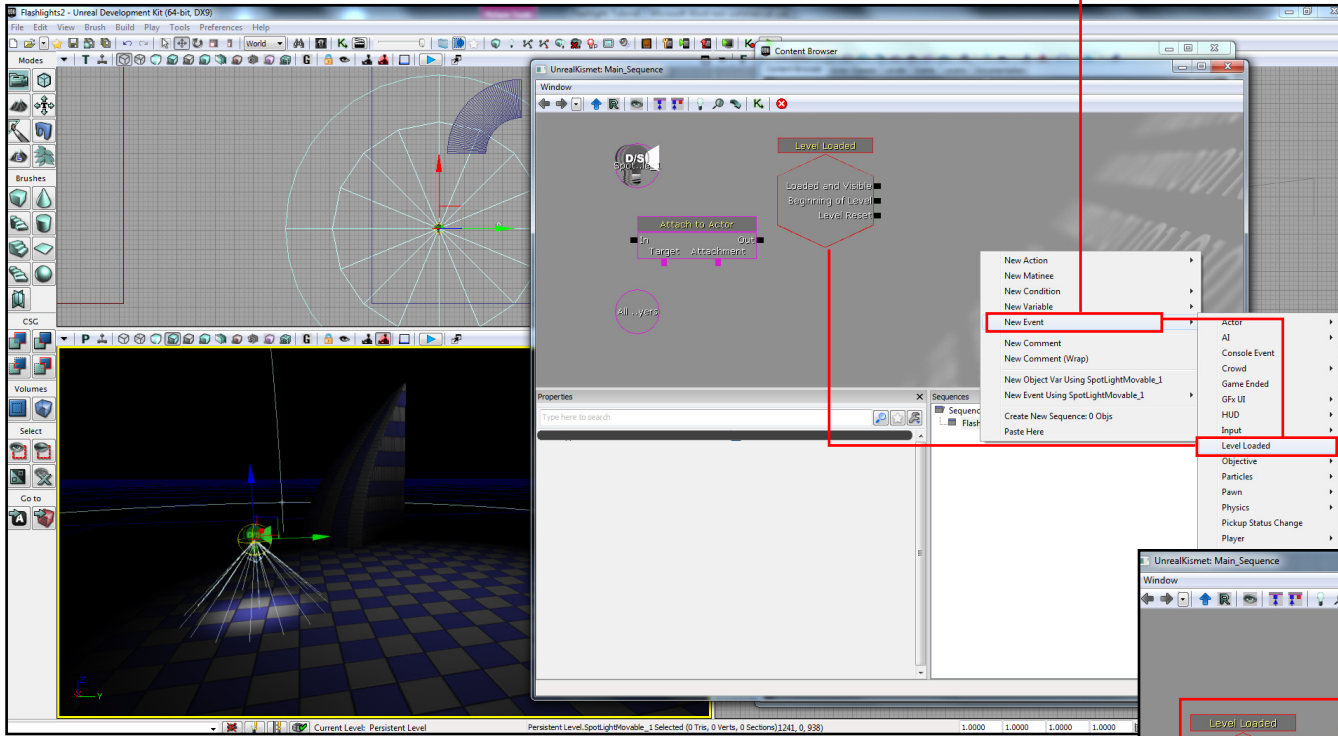 Flashlights2 - Unreal Development Kit (64-bit, DX9)
File Edit View Brush Build Play Tools Preferences Help
World
Content Browser
Modes
UnrealKismet: Main_Sequence
Window
D/S
Level Loaded
Loaded and Visible
Beginning of Level
Level Reset
Attach to Actor
In Out
Target Attachment
All ..yers
Brushes
CSG
Volumes
Select
Go to
New Action
New Matinee
New Condition
New Variable
New Event
New Comment
New Comment (Wrap)
New Object Var Using SpotLightMovable_1
New Event Using SpotLightMovable_1
Create New Sequence: 0 Objs
Paste Here
Actor
AI
Console Event
Crowd
Game Ended
GFx UI
HUD
Input
Level Loaded
Objective
Particles
Pawn
Physics
Pickup Status Change
Player
Properties
Type here to search
Sequences
Sequenc
Flash
UnrealKismet: Main_Sequence
Window
Level Loaded
Current Level: Persistent Level
Persistent Level.SpotLightMovable_1 Selected (0 Tris, 0 Verts, 0 Sections)
1241, 0, 938)
1.0000 1.0000 1.0000 1.0000